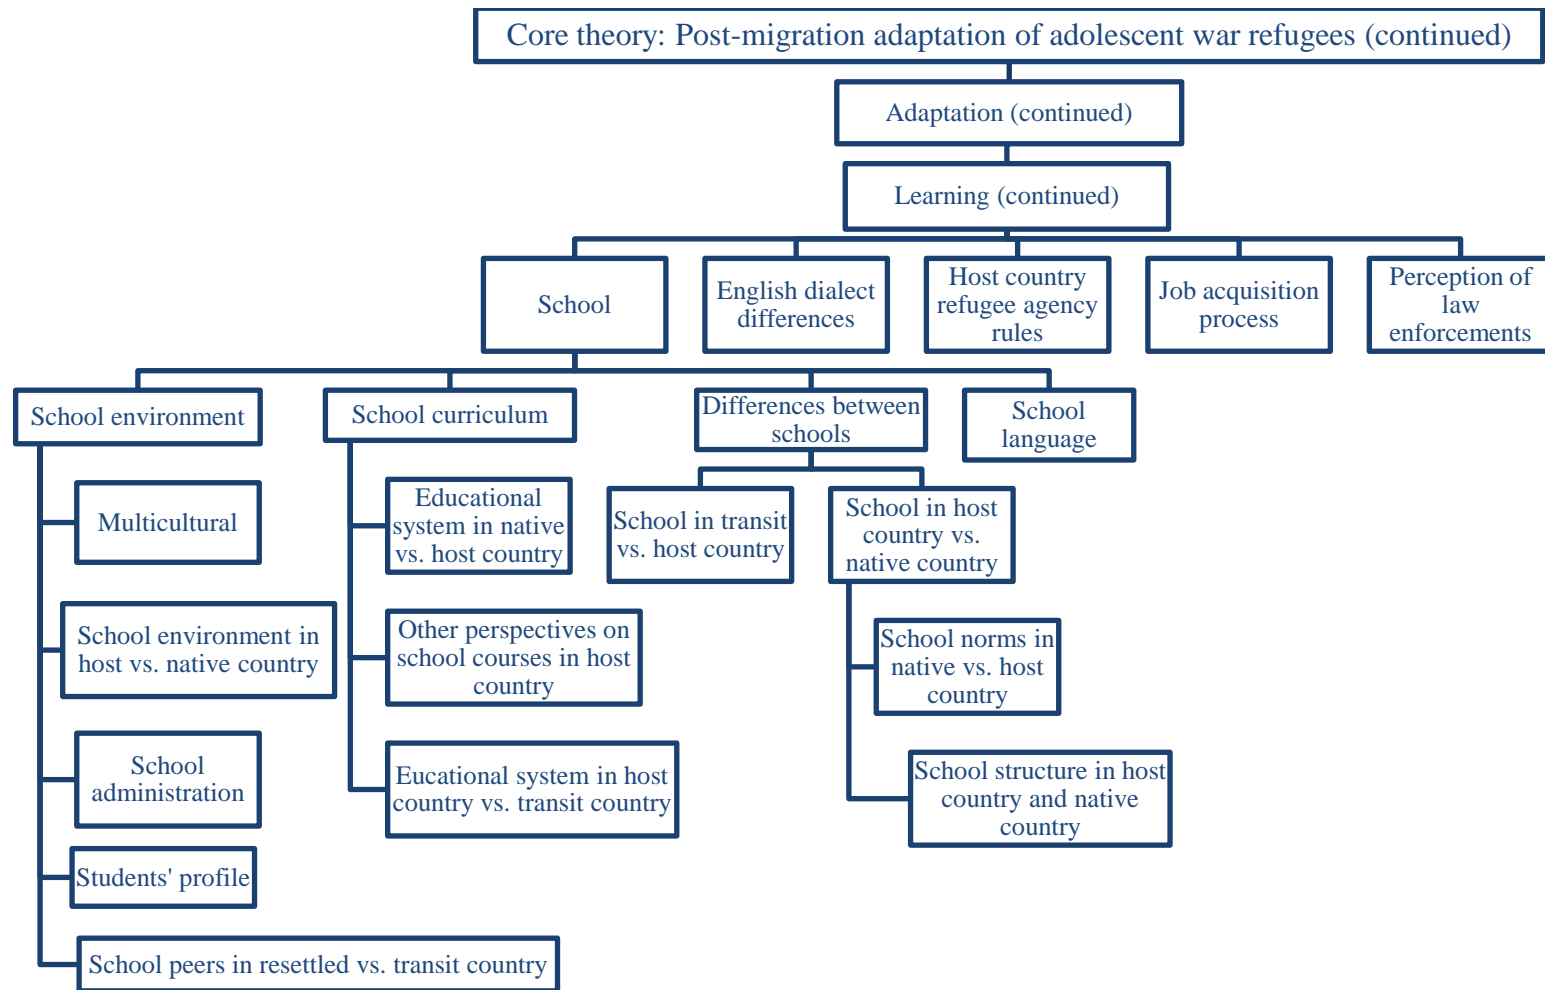 Core theory: Post-migration adaptation of adolescent war refugees (continued)
Adaptation (continued)
Learning (continued)
School
English dialect
differences
Host country
refugee agency
rules
Job acquisition
process
Perception of
law
enforcements
School environment
School curriculum
Differences between
schools
School
language
Multicultural
School environment in
host vs. native country
School
administration
Students' profile
School peers in resettled vs. transit country
Educational
system in native
vs. host country
Other perspectives on
school courses in host
country
Eucational system in host
country vs. transit country
School in transit
vs. host country
School in host
country vs.
native country
School norms in
native vs. host
country
School structure in host
country and native
country